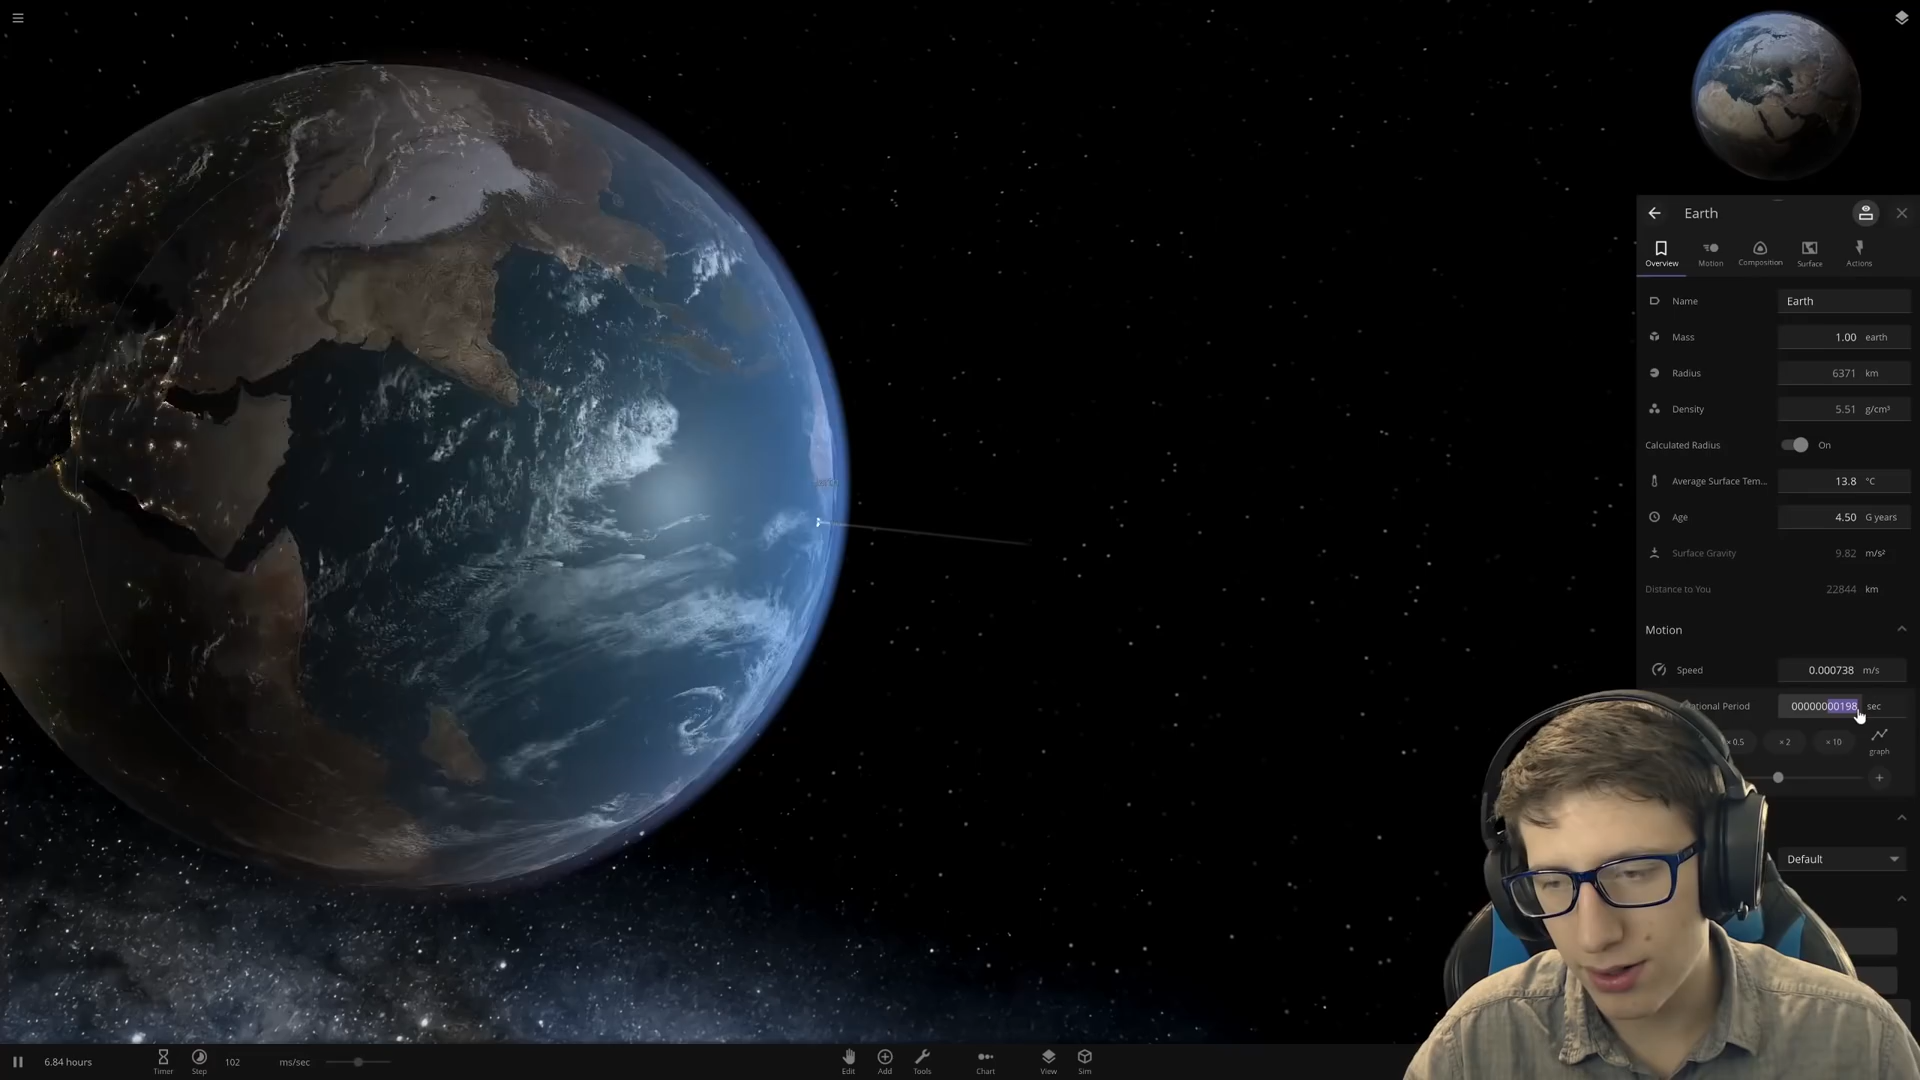 Earth
Overview
Motion
Composition
Surface
Actions
Name
Earth
Mass
1.00 earth
Radius
6371 km
Density
5.51 g/cm³
Calculated Radius
On
Average Surface Tem...
13.8 °C
Age
4.50 G years
Surface Gravity
9.82 m/s²
Distance to You
22844 km
Motion
Speed
0.000738 m/s
ational Period
00000000198 sec
× 0.5
× 2
× 10
graph
Default
6.84 hours
Timer
Step
102
ms/sec
Edit
Add
Tools
Chart
View
Sim